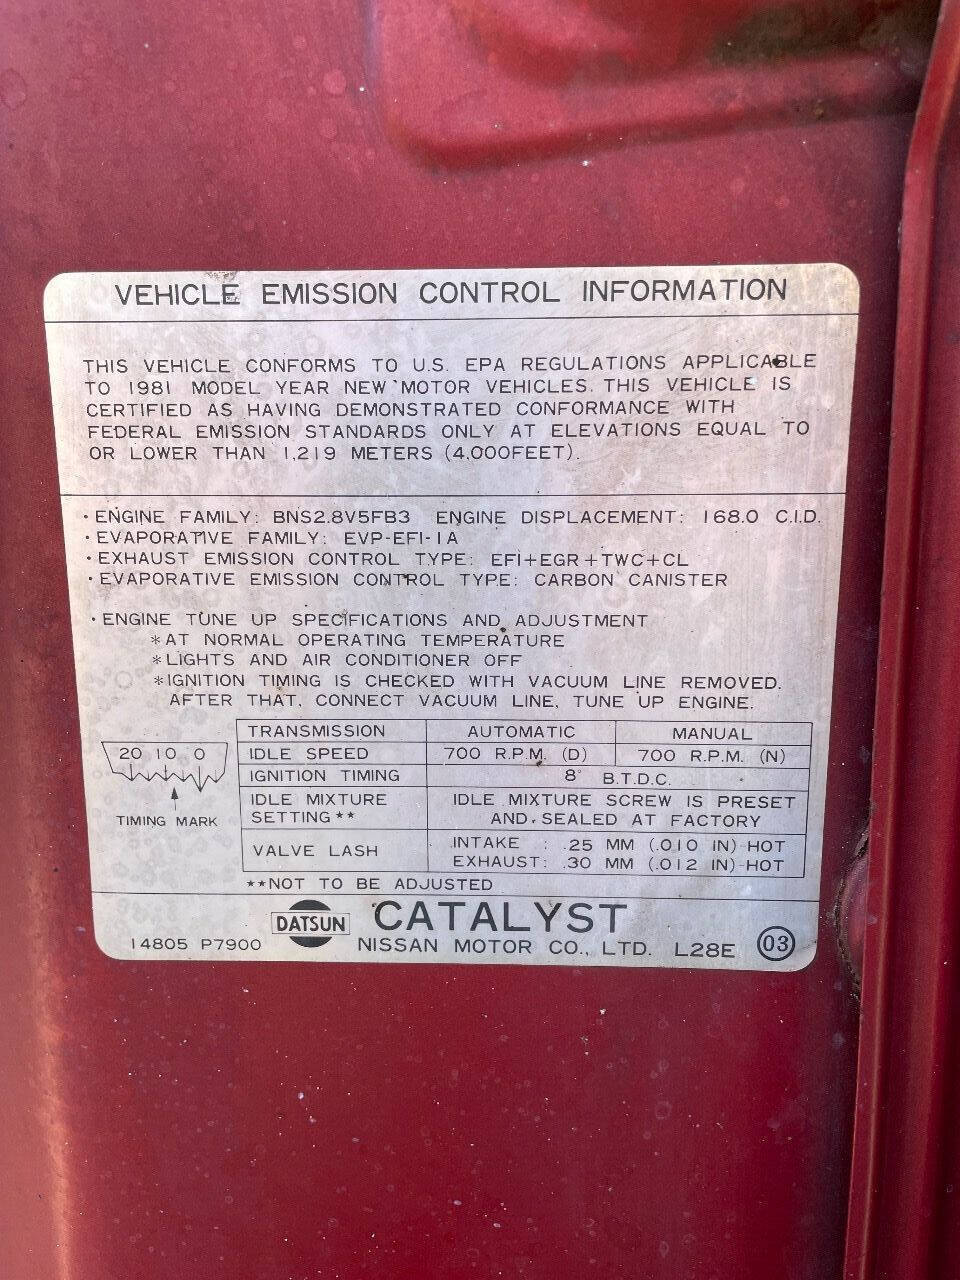 VEHICLE EMISSION CONTROL INFORMATION
THIS VEHICLE CONFORMS TO U.S. EPA REGULATIONS APPLICABLE
TO 1981 MODEL YEAR NEW MOTOR VEHICLES. THIS VEHICLE IS
CERTIFIED AS HAVING DEMONSTRATED CONFORMANCE WITH
FEDERAL EMISSION STANDARDS ONLY AT ELEVATIONS EQUAL TO
OR LOWER THAN 1,219 METERS (4,000FEET).
・ENGINE FAMILY: BNS2.8V5FB3 ENGINE DISPLACEMENT: 168.0 C.I.D.
・EVAPORATIVE FAMILY: EVP-EFI-1A
・EXHAUST EMISSION CONTROL TYPE: EFI+EGR+TWC+CL
・EVAPORATIVE EMISSION CONTROL TYPE: CARBON CANISTER
・ENGINE TUNE UP SPECIFICATIONS AND ADJUSTMENT
*AT NORMAL OPERATING TEMPERATURE
*LIGHTS AND AIR CONDITIONER OFF
*IGNITION TIMING IS CHECKED WITH VACUUM LINE REMOVED.
AFTER THAT, CONNECT VACUUM LINE, TUNE UP ENGINE.
20 10 0
TIMING MARK
TRANSMISSION AUTOMATIC MANUAL
IDLE SPEED 700 R.P.M. (D) 700 R.P.M. (N)
IGNITION TIMING 8° B.T.D.C.
IDLE MIXTURE IDLE MIXTURE SCREW IS PRESET
SETTING** AND SEALED AT FACTORY
VALVE LASH INTAKE : .25 MM (.010 IN)-HOT
EXHAUST: .30 MM (.012 IN)-HOT
**NOT TO BE ADJUSTED
DATSUN CATALYST
14805 P7900 NISSAN MOTOR CO., LTD. L28E 03